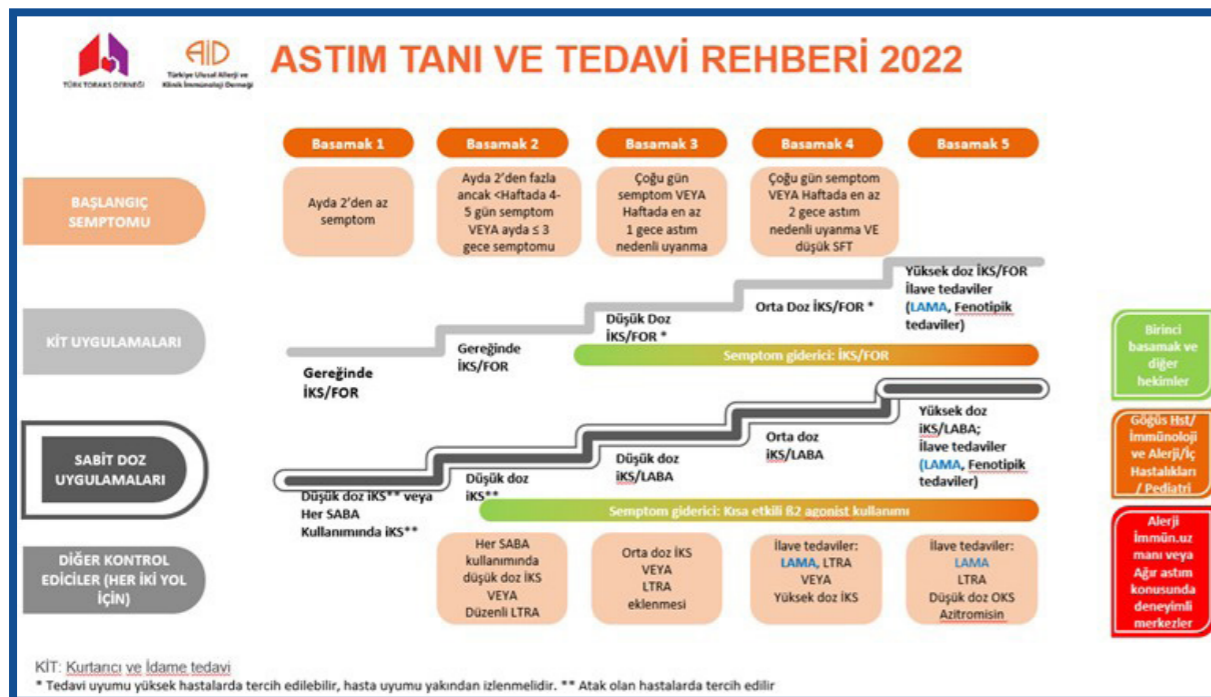 TÜRK TORAKS DERNEĞİ
AID
Türkiye Ulusal Allerji ve
Klinik İmmünoloji Derneği
ASTIM TANI VE TEDAVİ REHBERİ 2022
Basamak 1
Basamak 2
Basamak 3
Basamak 4
Basamak 5
BAŞLANGIÇ
SEMPTOMU
Ayda 2’den az
semptom
Ayda 2’den fazla
ancak <Haftada 4-
5 gün semptom
VEYA ayda ≤ 3
gece semptomu
Çoğu gün
semptom VEYA
Haftada en az
1 gece astım
nedenli uyanma
Çoğu gün semptom
VEYA Haftada en az
2 gece astım
nedenli uyanma VE
düşük SFT
KİT UYGULAMALARI
Gereğinde
İKS/FOR
Gereğinde
İKS/FOR
Düşük Doz
İKS/FOR *
Orta Doz İKS/FOR *
Yüksek doz İKS/FOR
İlave tedaviler
(LAMA, Fenotipik
tedaviler)
Semptom giderici: İKS/FOR
SABİT DOZ
UYGULAMALARI
Düşük doz iKS** veya
Her SABA
Kullanımında iKS**
Düşük doz
iKS**
Düşük doz
iKS/LABA
Orta doz
iKS/LABA
Yüksek doz
iKS/LABA;
İlave tedaviler
(LAMA, Fenotipik
tedaviler)
Semptom giderici: Kısa etkili ß2 agonist kullanımı
DİĞER KONTROL
EDİCİLER (HER İKİ YOL
İÇİN)
Her SABA
kullanımında
düşük doz İKS
VEYA
Düzenli LTRA
Orta doz İKS
VEYA
LTRA
eklenmesi
İlave tedaviler:
LAMA, LTRA
VEYA
Yüksek doz İKS
İlave tedaviler:
LAMA
LTRA
Düşük doz OKS
Azitromisin
Birinci
basamak ve
diğer
hekimler
Göğüs Hst/
İmmünoloji
ve Alerji/İç
Hastalıkları
/ Pediatri
Alerji
İmmün.uz
manı veya
Ağır astım
konusunda
deneyimli
merkezler
KİT: Kurtarıcı ve İdame tedavi
* Tedavi uyumu yüksek hastalarda tercih edilebilir, hasta uyumu yakından izlenmelidir. ** Atak olan hastalarda tercih edilir